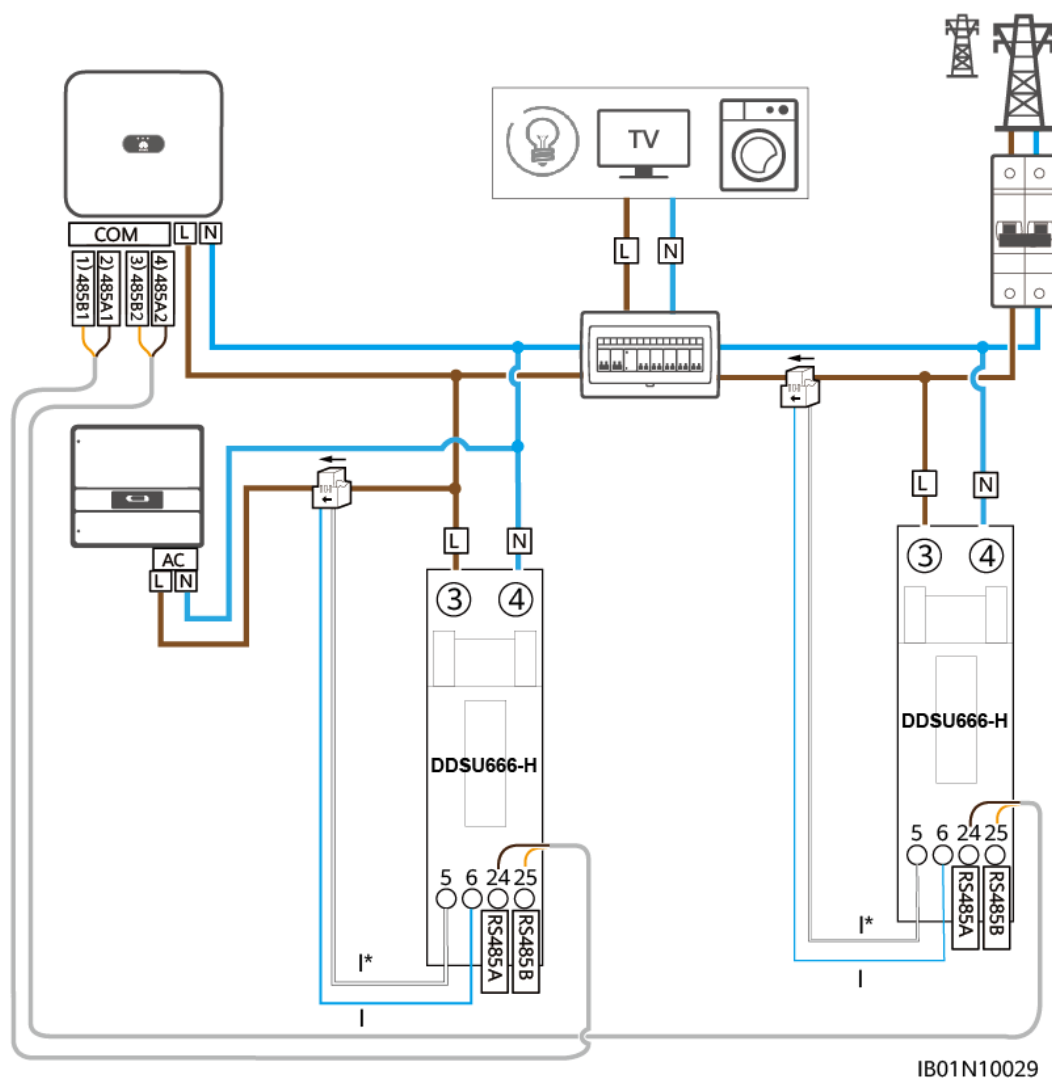 TV
COM
L
N
1) 485B1
2) 485A1
3) 485B2
4) 485A2
L
N
AC
L
N
L
N
L
N
3
4
3
4
DDSU666-H
DDSU666-H
5
6
24
25
RS485A
RS485B
5
6
24
25
RS485A
RS485B
I*
I
I*
I
IB01N10029